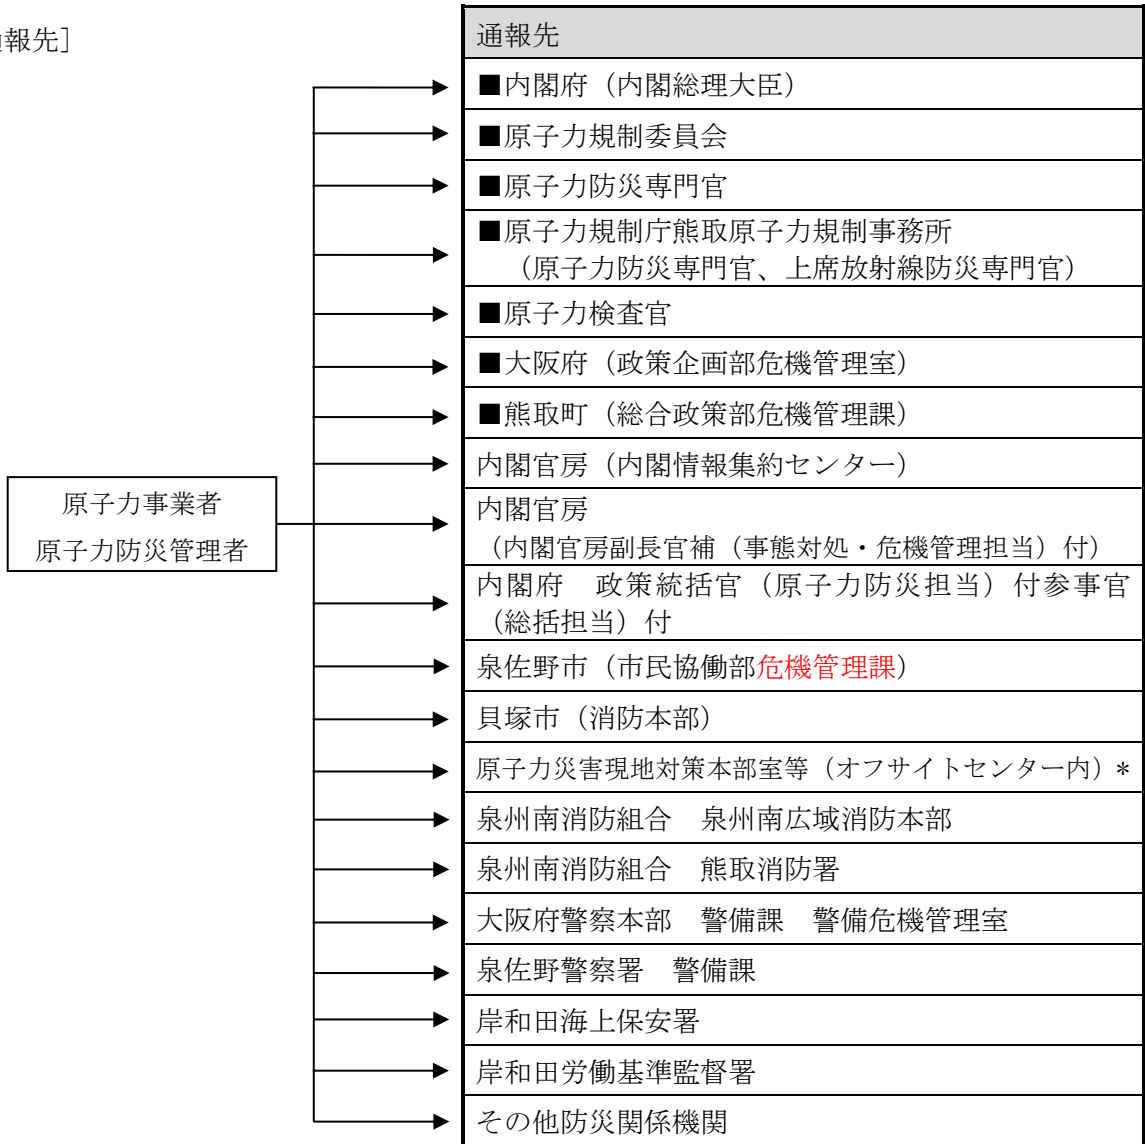 報先］
通報先
■内閣府（内閣総理大臣）
■原子力規制委員会
■原子力防災専門官
■原子力規制庁熊取原子力規制事務所
（原子力防災専門官、上席放射線防災専門官）
■原子力検査官
■大阪府（政策企画部危機管理室）
■熊取町（総合政策部危機管理課）
内閣官房（内閣情報集約センター）
原子力事業者
原子力防災管理者
内閣官房
（内閣官房副長官補（事態対処・危機管理担当）付）
内閣府　政策統括官（原子力防災担当）付参事官
（総括担当）付
泉佐野市（市民協働部危機管理課）
貝塚市（消防本部）
原子力災害現地対策本部室等（オフサイトセンター内）*
泉州南消防組合　泉州南広域消防本部
泉州南消防組合　熊取消防署
大阪府警察本部　警備課　警備危機管理室
泉佐野警察署　警備課
岸和田海上保安署
岸和田労働基準監督署
その他防災関係機関